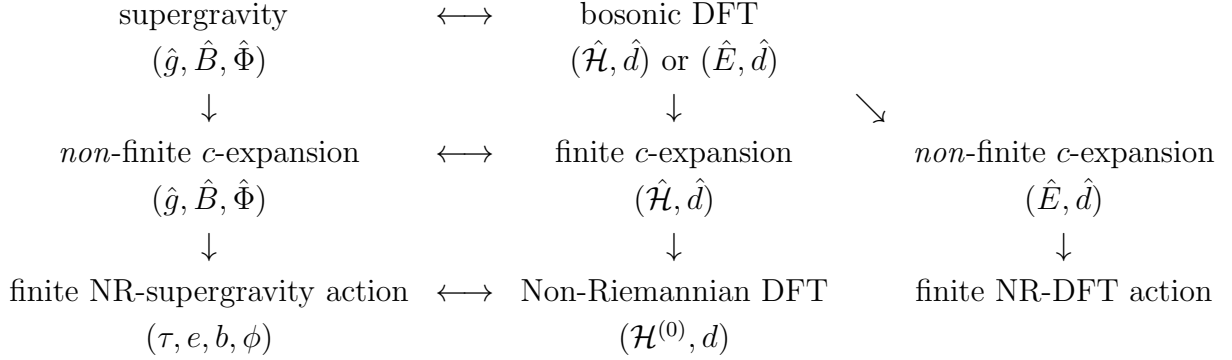 supergravity ⟷ bosonic DFT
(ĝ, B̂, Φ̂) (ℋ̂, d̂) or (Ê, d̂)
↓ ↓ ↘
non-finite c-expansion ⟷ finite c-expansion non-finite c-expansion
(ĝ, B̂, Φ̂) (ℋ̂, d̂) (Ê, d̂)
↓ ↓ ↓
finite NR-supergravity action ⟷ Non-Riemannian DFT finite NR-DFT action
(τ, e, b, ϕ) (ℋ⁽⁰⁾, d)